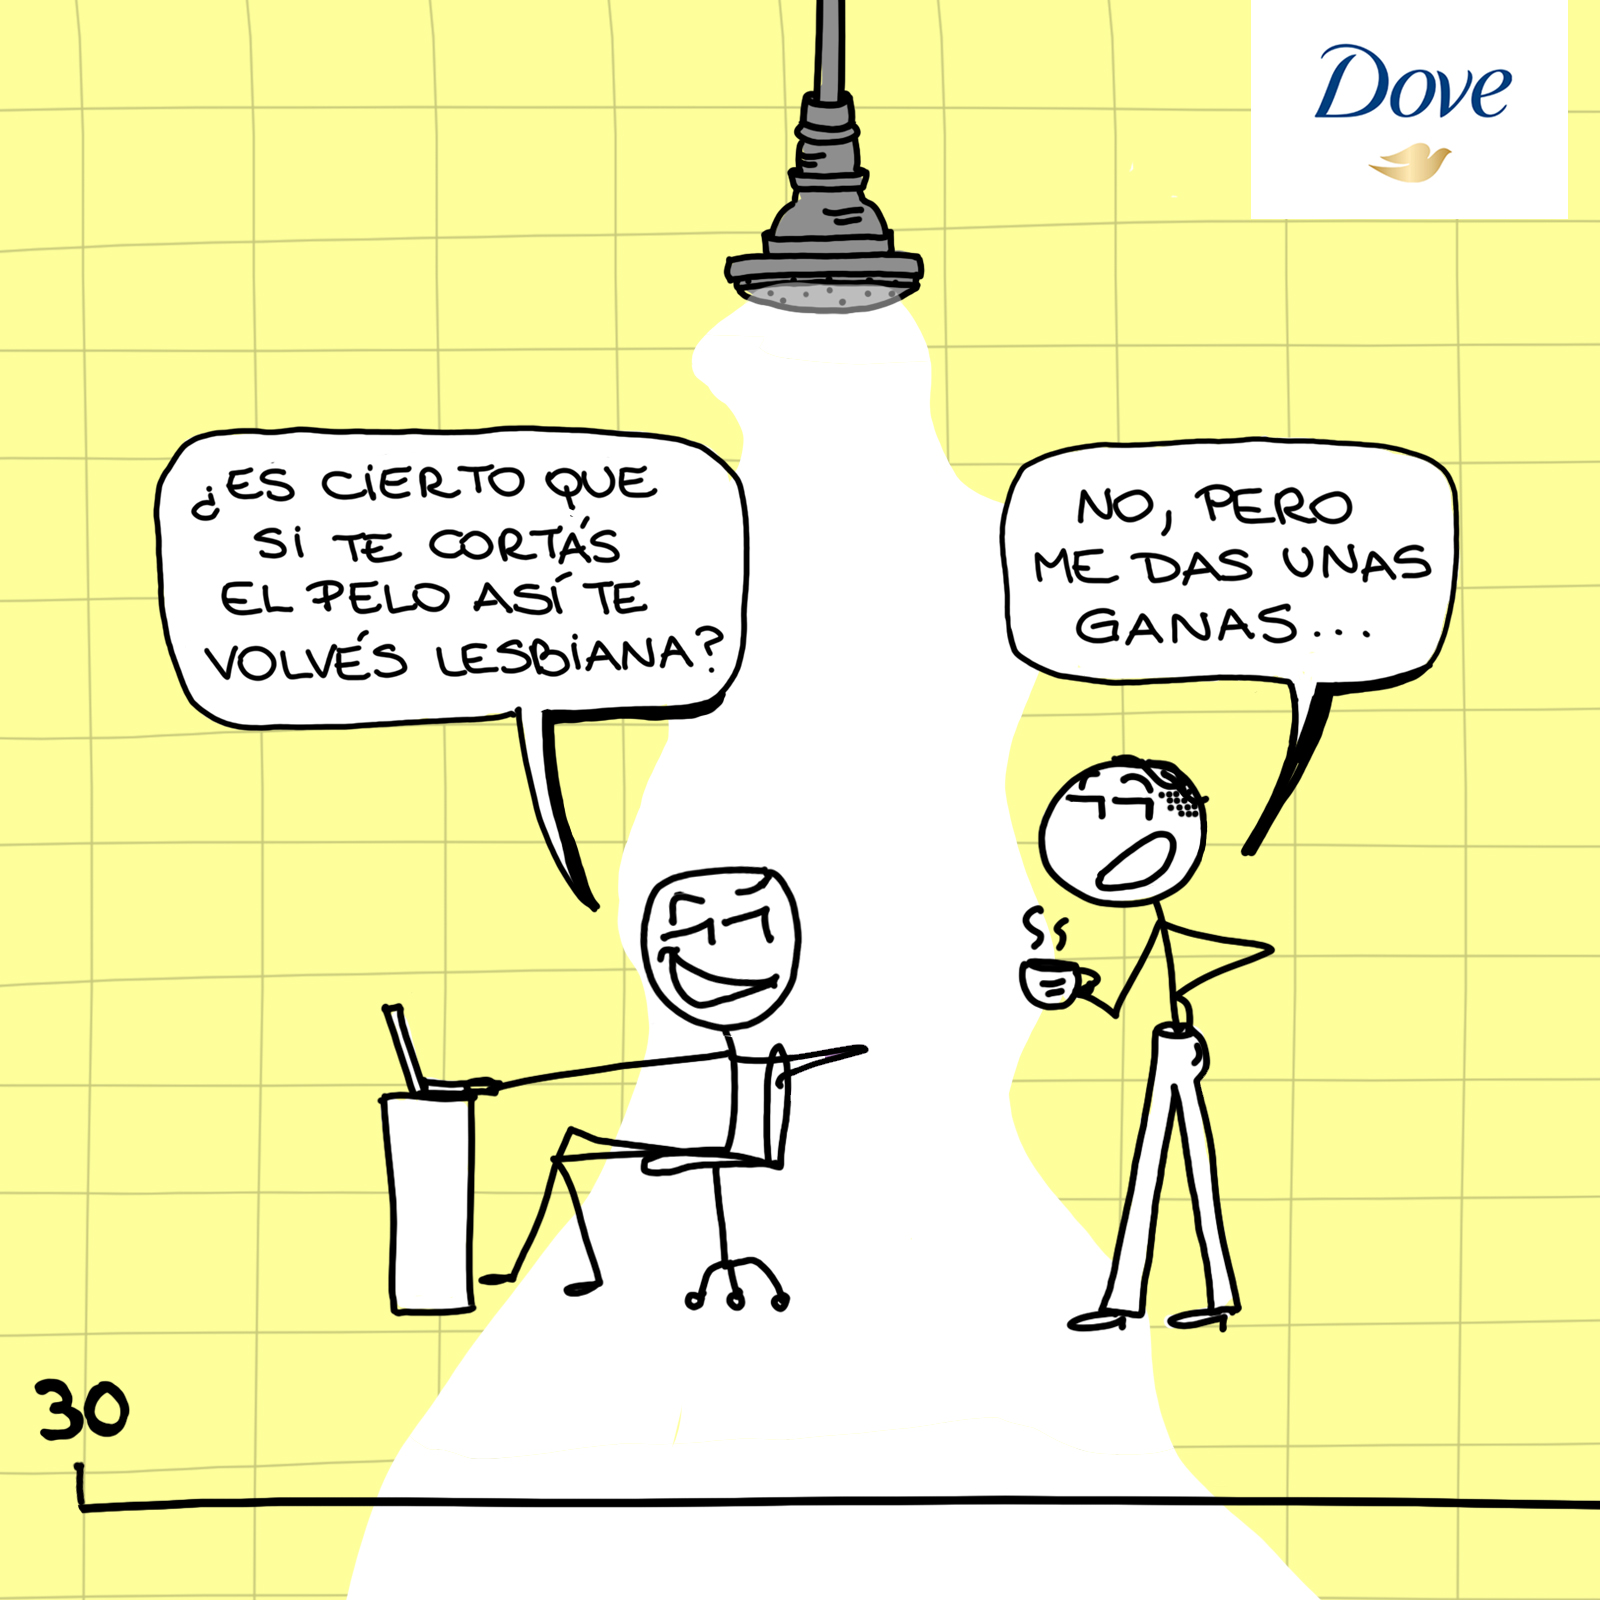 Dove
¿ES CIERTO QUE
SI TE CORTÁS
EL PELO ASÍ TE
VOLVÉS LESBIANA?
NO, PERO
ME DAS UNAS
GANAS...
30